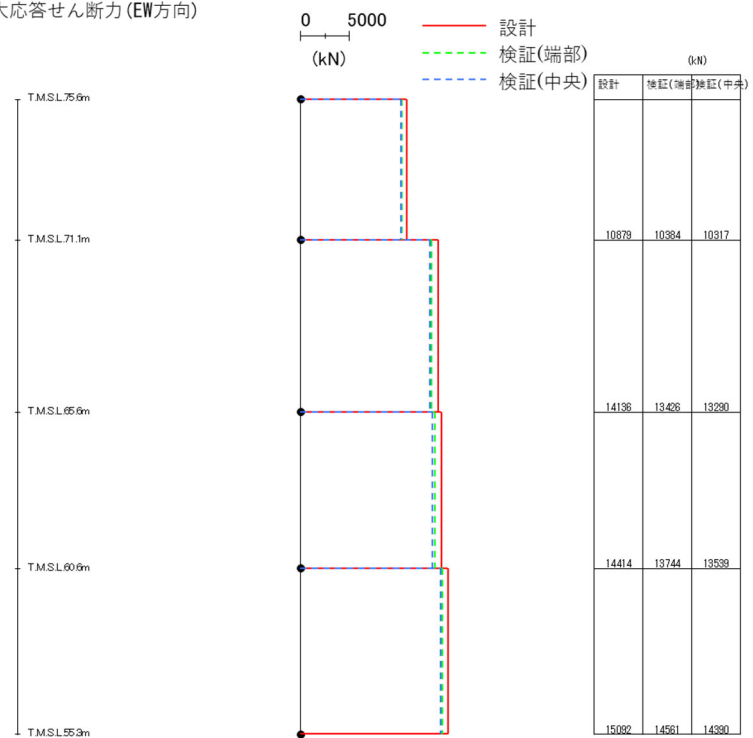 大応答せん断力(EW方向)
0 5000
(kN)
設計
検証(端部)
検証(中央)
(kN)
設計 検証(端部) 検証(中央)
T.M.S.L.75.6m
T.M.S.L.71.1m
10879 10384 10317
T.M.S.L.65.6m
14136 13426 13290
T.M.S.L.60.6m
14414 13744 13539
T.M.S.L.55.3m
15092 14561 14390